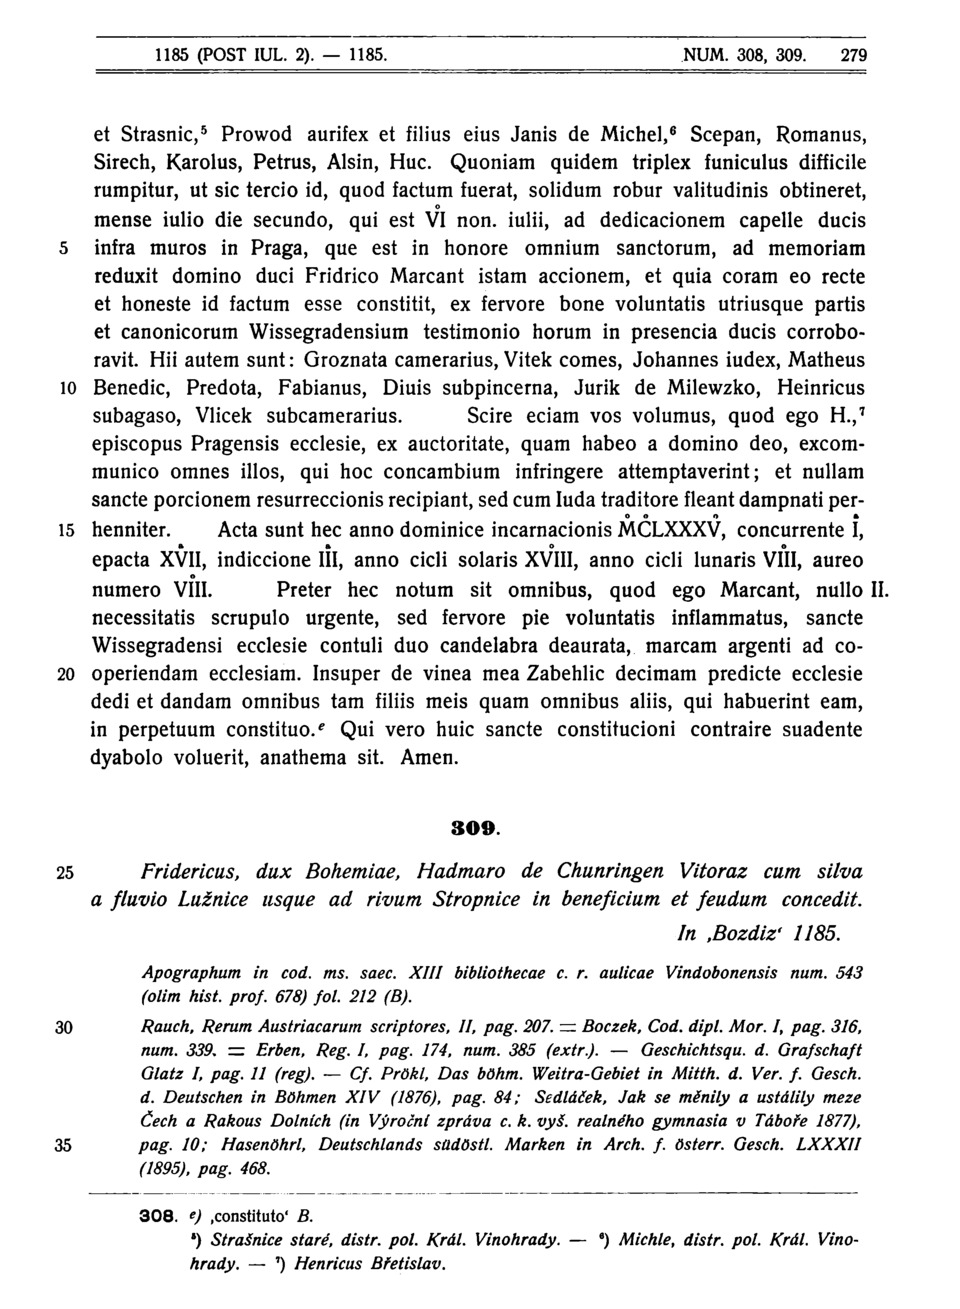 1185 (POST IUL. 2). — 1185. NUM. 308, 309. 279
et Strasnic,⁵ Prowod aurifex et filius eius Janis de Michel,⁶ Scepan, Romanus,
Sirech, Karolus, Petrus, Alsin, Huc. Quoniam quidem triplex funiculus difficile
rumpitur, ut sic tercio id, quod factum fuerat, solidum robur valitudinis obtineret,
mense iulio die secundo, qui est V̊I non. iulii, ad dedicacionem capelle ducis
5 infra muros in Praga, que est in honore omnium sanctorum, ad memoriam
reduxit domino duci Fridrico Marcant istam accionem, et quia coram eo recte
et honeste id factum esse constitit, ex fervore bone voluntatis utriusque partis
et canonicorum Wissegradensium testimonio horum in presencia ducis corrobo-
ravit. Hii autem sunt: Groznata camerarius, Vitek comes, Johannes iudex, Matheus
10 Benedic, Predota, Fabianus, Diuis subpincerna, Jurik de Milewzko, Heinricus
subagaso, Vlicek subcamerarius. Scire eciam vos volumus, quod ego H.,⁷
episcopus Pragensis ecclesie, ex auctoritate, quam habeo a domino deo, excom-
munico omnes illos, qui hoc concambium infringere attemptaverint; et nullam
sancte porcionem resurreccionis recipiant, sed cum Iuda traditore fleant dampnati per-
15 henniter. Acta sunt hec anno dominice incarnacionis M̊C̊LXXXV̊, concurrente I̊,
epacta XV̊II, indiccione II̊I, anno cicli solaris XV̊III, anno cicli lunaris VI̊II, aureo
numero VI̊II. Preter hec notum sit omnibus, quod ego Marcant, nullo II.
necessitatis scrupulo urgente, sed fervore pie voluntatis inflammatus, sancte
Wissegradensi ecclesie contuli duo candelabra deaurata, marcam argenti ad co-
20 operiendam ecclesiam. Insuper de vinea mea Zabehlic decimam predicte ecclesie
dedi et dandam omnibus tam filiis meis quam omnibus aliis, qui habuerint eam,
in perpetuum constituo.ᵉ Qui vero huic sancte constitucioni contraire suadente
dyabolo voluerit, anathema sit. Amen.
309.
25 Fridericus, dux Bohemiae, Hadmaro de Chunringen Vitoraz cum silva
a fluvio Lužnice usque ad rivum Stropnice in beneficium et feudum concedit.
In ‚Bozdiz‘ 1185.
Apographum in cod. ms. saec. XIII bibliothecae c. r. aulicae Vindobonensis num. 543
(olim hist. prof. 678) fol. 212 (B).
30 Rauch, Rerum Austriacarum scriptores, II, pag. 207. = Boczek, Cod. dipl. Mor. I, pag. 316,
num. 339. = Erben, Reg. I, pag. 174, num. 385 (extr.). — Geschichtsqu. d. Grafschaft
Glatz I, pag. 11 (reg). — Cf. Prökl, Das böhm. Weitra-Gebiet in Mitth. d. Ver. f. Gesch.
d. Deutschen in Böhmen XIV (1876), pag. 84; Sedláček, Jak se měnily a ustálily meze
Čech a Rakous Dolních (in Výroční zpráva c. k. vyš. realného gymnasia v Táboře 1877),
35 pag. 10; Hasenöhrl, Deutschlands südöstl. Marken in Arch. f. österr. Gesch. LXXXII
(1895), pag. 468.
308. ᵉ) ‚constituto‘ B.
⁵) Strašnice staré, distr. pol. Král. Vinohrady. — ⁶) Michle, distr. pol. Král. Vino-
hrady. — ⁷) Henricus Břetislav.